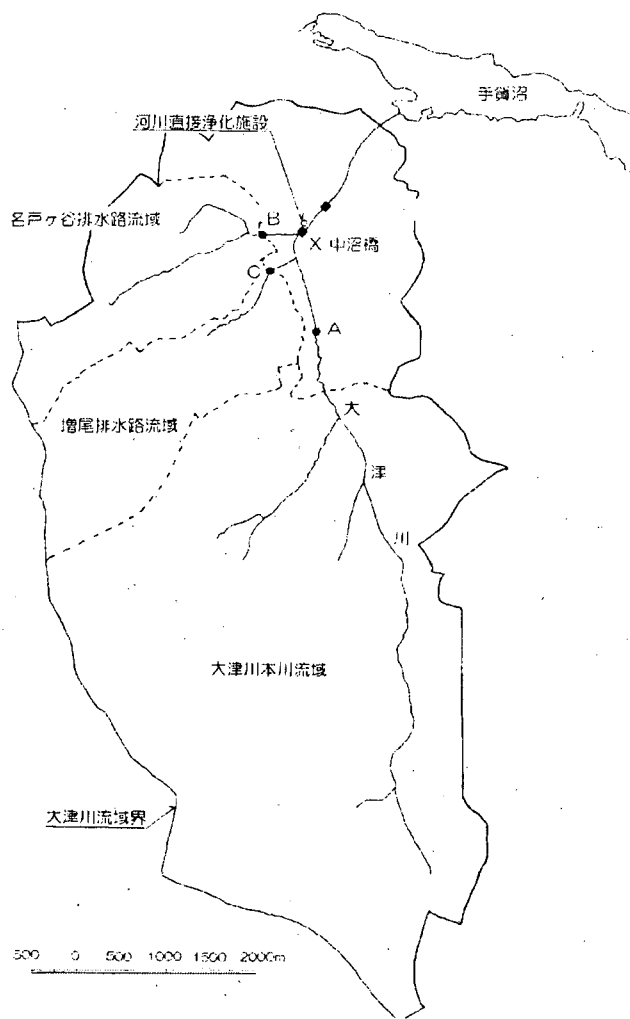 手賀沼
河川直接浄化施設
名戸ヶ谷排水路流域
B
X 中沼橋
C
A
増尾排水路流域
大
津
川
大津川本川流域
大津川流域界
500 0 500 1000 1500 2000m